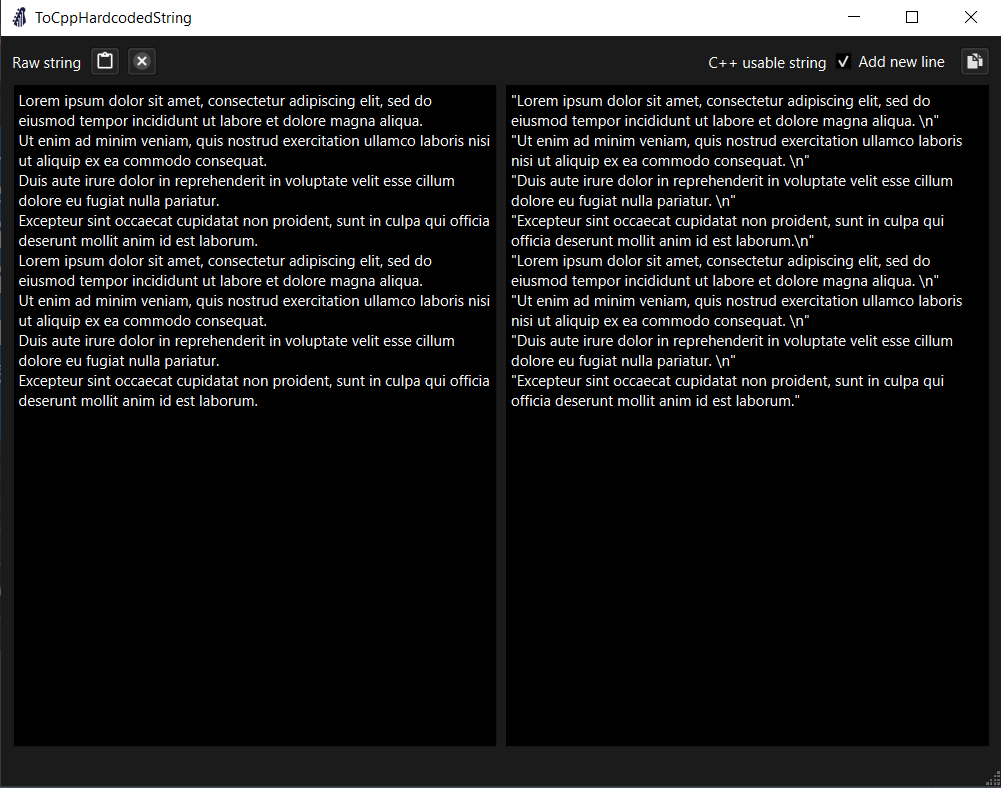 ToCppHardcodedString
Raw string
C++ usable string
Add new line
Lorem ipsum dolor sit amet, consectetur adipiscing elit, sed do
eiusmod tempor incididunt ut labore et dolore magna aliqua.
Ut enim ad minim veniam, quis nostrud exercitation ullamco laboris nisi
ut aliquip ex ea commodo consequat.
Duis aute irure dolor in reprehenderit in voluptate velit esse cillum
dolore eu fugiat nulla pariatur.
Excepteur sint occaecat cupidatat non proident, sunt in culpa qui officia
deserunt mollit anim id est laborum.
Lorem ipsum dolor sit amet, consectetur adipiscing elit, sed do
eiusmod tempor incididunt ut labore et dolore magna aliqua.
Ut enim ad minim veniam, quis nostrud exercitation ullamco laboris nisi
ut aliquip ex ea commodo consequat.
Duis aute irure dolor in reprehenderit in voluptate velit esse cillum
dolore eu fugiat nulla pariatur.
Excepteur sint occaecat cupidatat non proident, sunt in culpa qui officia
deserunt mollit anim id est laborum.
"Lorem ipsum dolor sit amet, consectetur adipiscing elit, sed do
eiusmod tempor incididunt ut labore et dolore magna aliqua. \n"
"Ut enim ad minim veniam, quis nostrud exercitation ullamco laboris
nisi ut aliquip ex ea commodo consequat. \n"
"Duis aute irure dolor in reprehenderit in voluptate velit esse cillum
dolore eu fugiat nulla pariatur. \n"
"Excepteur sint occaecat cupidatat non proident, sunt in culpa qui
officia deserunt mollit anim id est laborum.\n"
"Lorem ipsum dolor sit amet, consectetur adipiscing elit, sed do
eiusmod tempor incididunt ut labore et dolore magna aliqua. \n"
"Ut enim ad minim veniam, quis nostrud exercitation ullamco laboris
nisi ut aliquip ex ea commodo consequat. \n"
"Duis aute irure dolor in reprehenderit in voluptate velit esse cillum
dolore eu fugiat nulla pariatur. \n"
"Excepteur sint occaecat cupidatat non proident, sunt in culpa qui
officia deserunt mollit anim id est laborum."